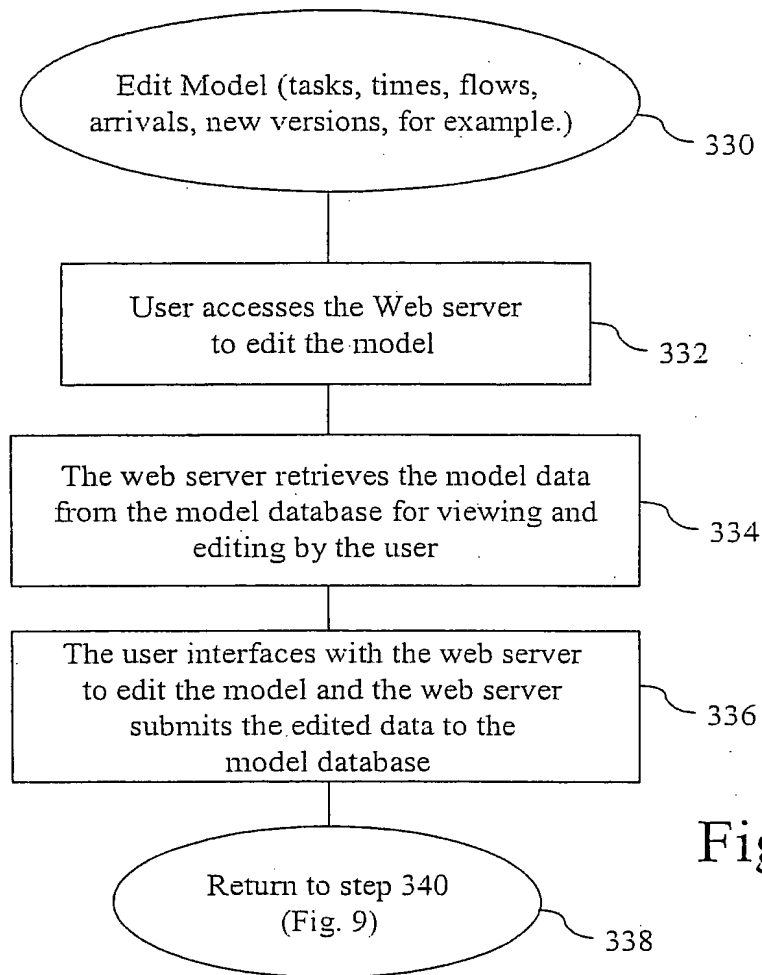 Edit Model (tasks, times, flows,
arrivals, new versions, for example.)
330
User accesses the Web server
to edit the model
332
The web server retrieves the model data
from the model database for viewing and
editing by the user
334
The user interfaces with the web server
to edit the model and the web server
submits the edited data to the
model database
336
Return to step 340
(Fig. 9)
338